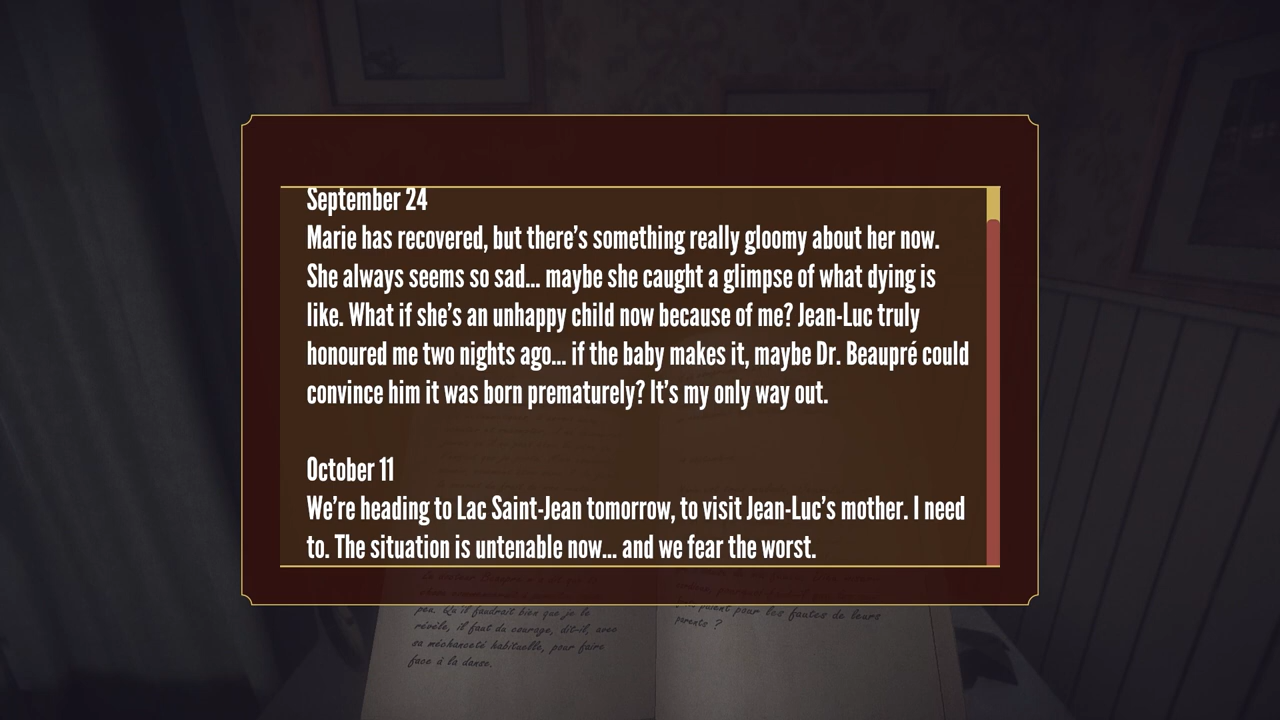 September 24
Marie has recovered, but there's something really gloomy about her now.
She always seems so sad... maybe she caught a glimpse of what dying is
like. What if she's an unhappy child now because of me? Jean-Luc truly
honoured me two nights ago... if the baby makes it, maybe Dr. Beaupré could
convince him it was born prematurely? It's my only way out.
October 11
We're heading to Lac Saint-Jean tomorrow, to visit Jean-Luc's mother. I need
to. The situation is untenable now... and we fear the worst.
peu. Qu'il faudrait bien que je le
révèle, il faut du courage, dit-il, avec
sa méchanceté habituelle, pour faire
face à la danse.
paient pour les fautes de leurs
parents ?